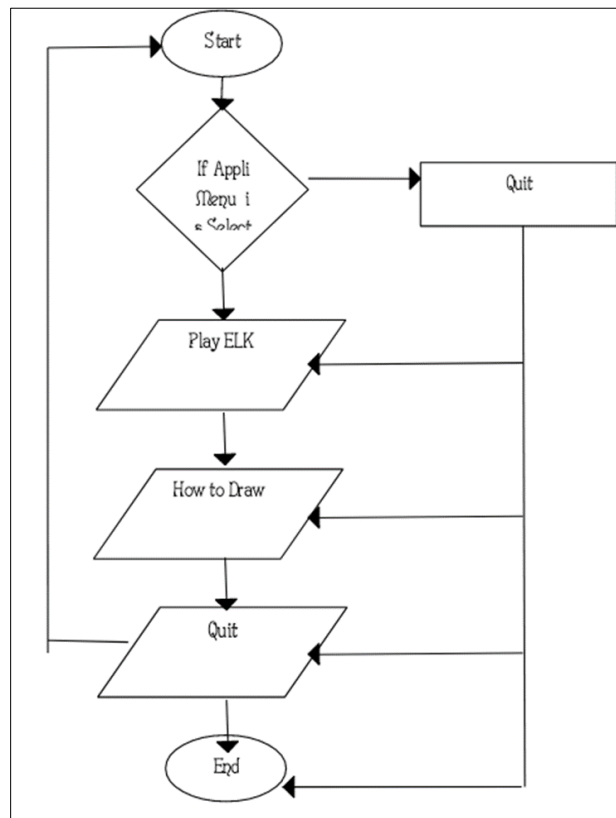 Start
If Appli
Menu i
s Select
Quit
Play ELK
How to Draw
Quit
End